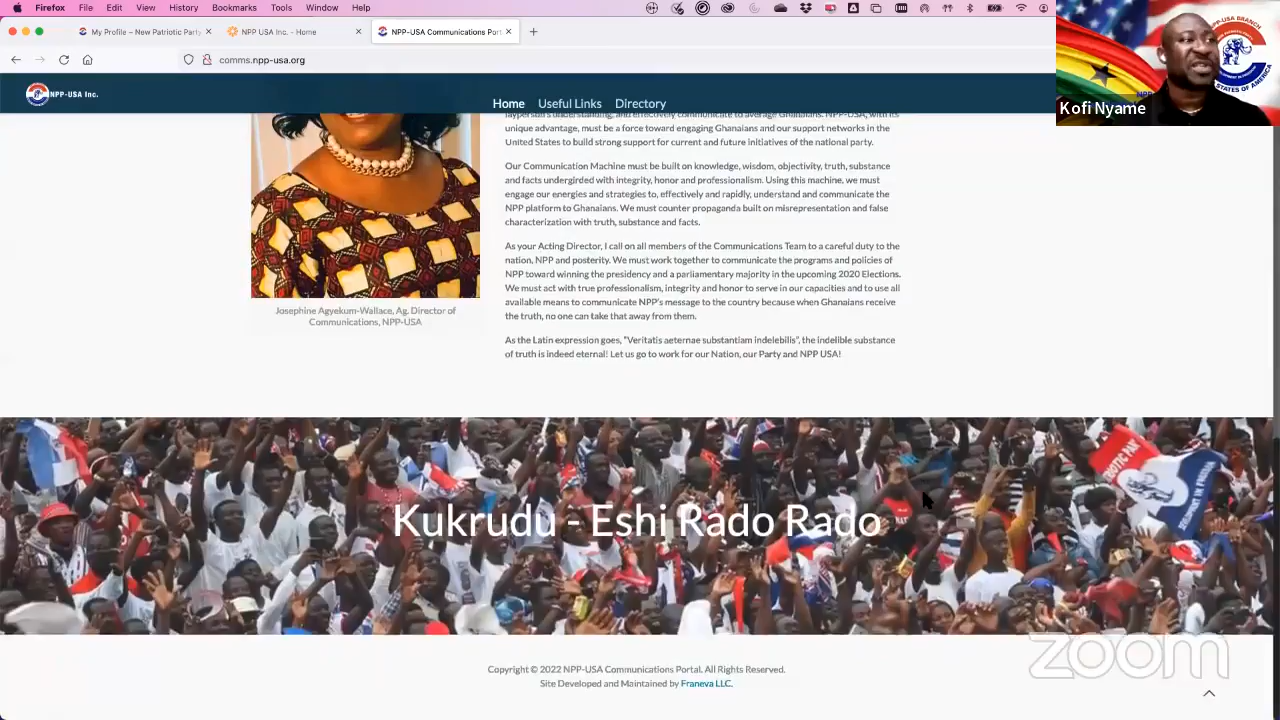 Firefox File Edit View History Bookmarks Tools Window Help
My Profile – New Patriotic Party
NPP USA Inc. - Home
NPP-USA Communications Port
comms.npp-usa.org
NPP-USA Inc.
Home Useful Links Directory
layperson's understanding, and effectively communicate to average Ghanaians. NPP-USA, with its
unique advantage, must be a force toward engaging Ghanaians and our support networks in the
United States to build strong support for current and future initiatives of the national party.
Our Communication Machine must be built on knowledge, wisdom, objectivity, truth, substance
and facts undergirded with integrity, honor and professionalism. Using this machine, we must
engage our energies and strategies to, effectively and rapidly, understand and communicate the
NPP platform to Ghanaians. We must counter propaganda built on misrepresentation and false
characterization with truth, substance and facts.
As your Acting Director, I call on all members of the Communications Team to a careful duty to the
nation, NPP and posterity. We must work together to communicate the programs and policies of
NPP toward winning the presidency and a parliamentary majority in the upcoming 2020 Elections.
We must act with true professionalism, integrity and honor to serve in our capacities and to use all
available means to communicate NPP's message to the country because when Ghanaians receive
the truth, no one can take that away from them.
As the Latin expression goes, "Veritatis aeternae substantiam indelebilis", the indelible substance
of truth is indeed eternal! Let us go to work for our Nation, our Party and NPP USA!
Josephine Agyekum-Wallace, Ag. Director of
Communications, NPP-USA
Kukrudu - Eshi Rado Rado
Copyright © 2022 NPP-USA Communications Portal. All Rights Reserved.
Site Developed and Maintained by Franeva LLC.
Kofi Nyame
zoom